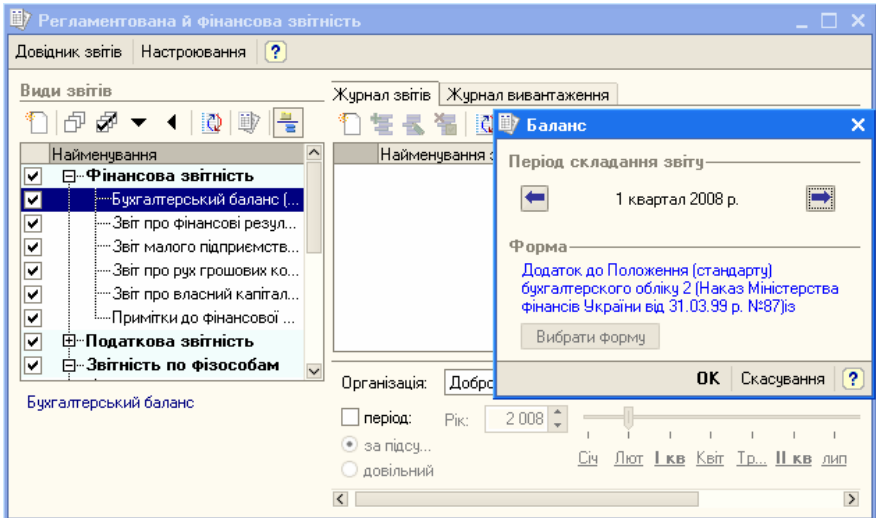 Регламентована й фінансова звітність
Довідник звітів Настроювання ?
Види звітів
Журнал звітів Журнал вивантаження
Найменування
Фінансова звітність
Бухгалтерський баланс (...
Звіт про фінансові резул...
Звіт малого підприємств...
Звіт про рух грошових ко...
Звіт про власний капітал...
Примітки до фінансової ...
Податкова звітність
Звітність по фізособам
Бухгалтерський баланс
Найменування з
Баланс
Період складання звіту
1 квартал 2008 р.
Форма
Додаток до Положення (стандарту)
бухгалтерского обліку 2 (Наказ Міністерства
фінансів України від 31.03.99 р. №87)із
Вибрати форму
OK Скасування ?
Організація: Добро
період: Рік: 2 008
за підсу...
довільний
Січ Лют I кв Квіт Тр... II кв лип